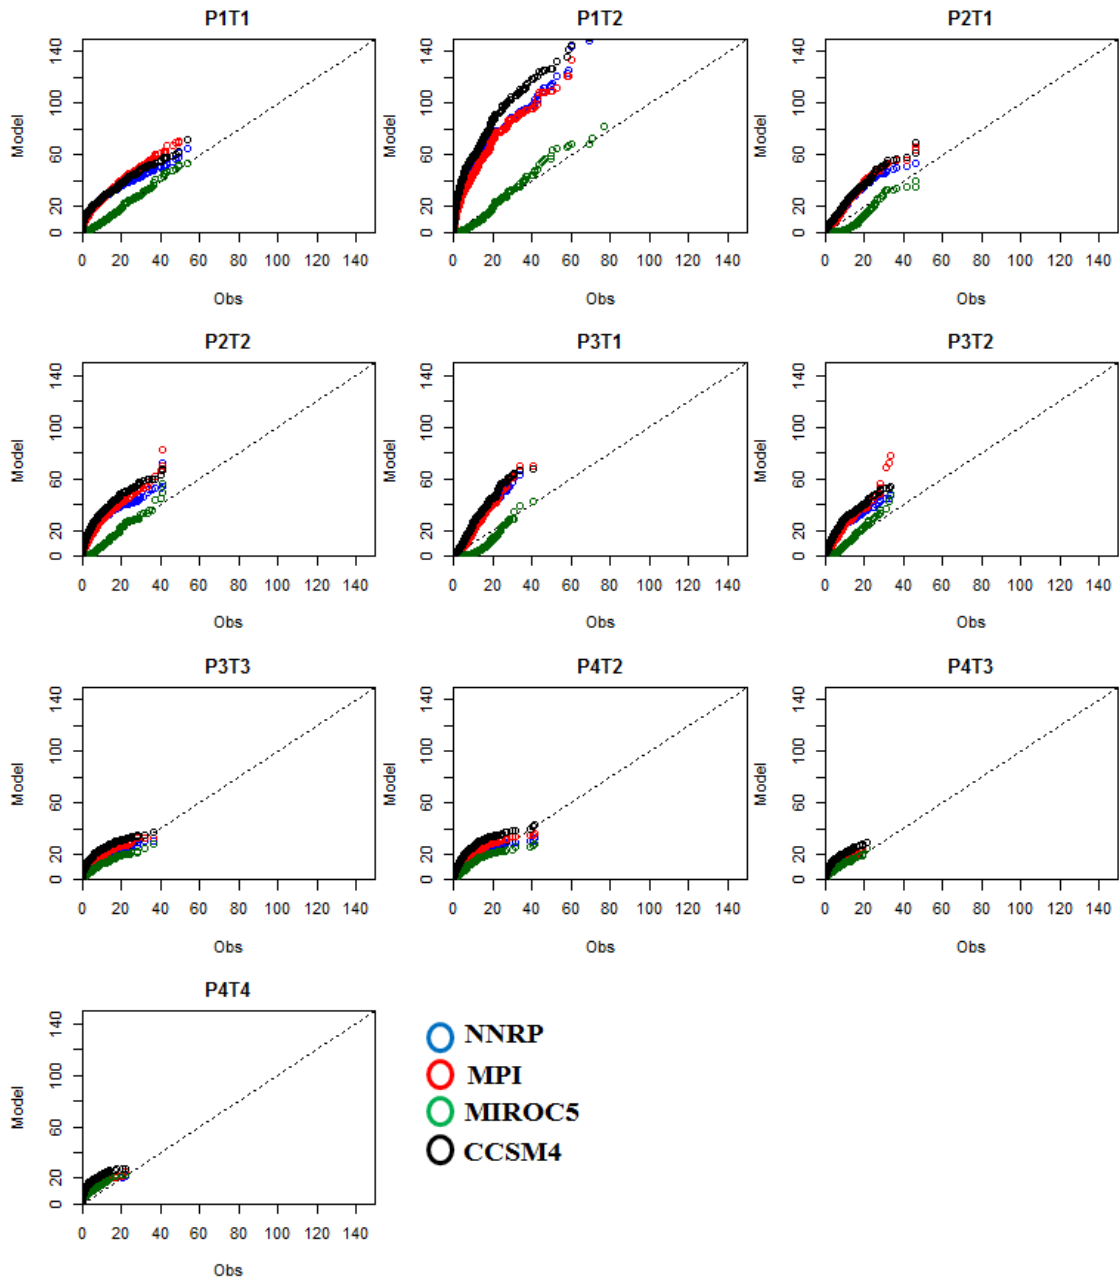 P1T1 P1T2 P2T1
Model 0 20 60 100 140 Model 0 20 60 100 140 Model 0 20 60 100 140
0 20 40 60 80 100 120 140 0 20 40 60 80 100 120 140 0 20 40 60 80 100 120 140
Obs Obs Obs
P2T2 P3T1 P3T2
Model 0 20 60 100 140 Model 0 20 60 100 140 Model 0 20 60 100 140
0 20 40 60 80 100 120 140 0 20 40 60 80 100 120 140 0 20 40 60 80 100 120 140
Obs Obs Obs
P3T3 P4T2 P4T3
Model 0 20 60 100 140 Model 0 20 60 100 140 Model 0 20 60 100 140
0 20 40 60 80 100 120 140 0 20 40 60 80 100 120 140 0 20 40 60 80 100 120 140
Obs Obs Obs
P4T4
Model 0 20 60 100 140
0 20 40 60 80 100 120 140
Obs
NNRP
MPI
MIROC5
CCSM4